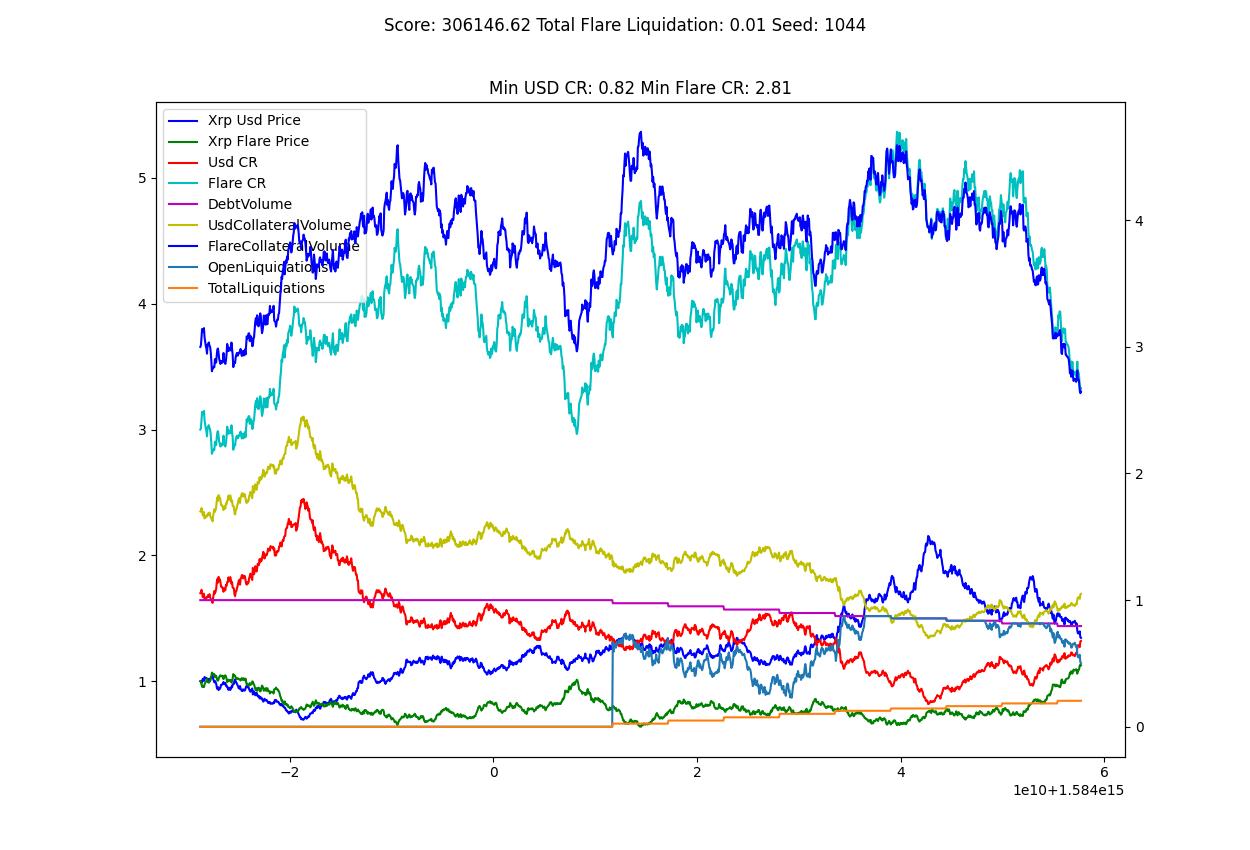 Score: 306146.62 Total Flare Liquidation: 0.01 Seed: 1044
Min USD CR: 0.82 Min Flare CR: 2.81
Xrp Usd Price
Xrp Flare Price
Usd CR
Flare CR
DebtVolume
UsdCollateralVolume
FlareCollateralVolume
OpenLiquidations
TotalLiquidations
5
4
3
2
1
4
3
2
1
0
−2
0
2
4
6
1e10+1.584e15